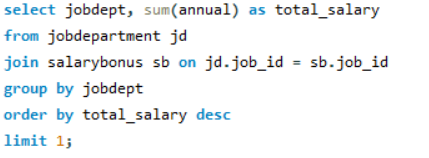 select jobdept, sum(annual) as total_salary
from jobdepartment jd
join salarybonus sb on jd.job_id = sb.job_id
group by jobdept
order by total_salary desc
limit 1;